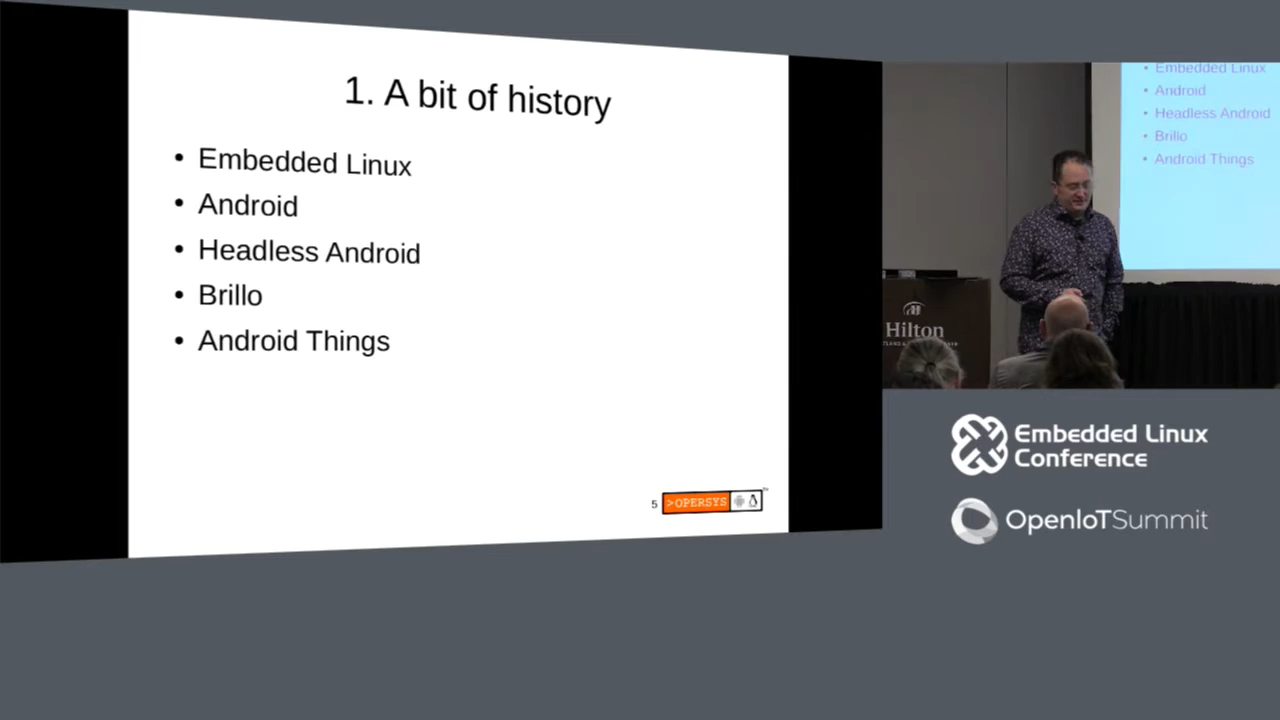 1. A bit of history
• Embedded Linux
• Android
• Headless Android
• Brillo
• Android Things
5
>OPERSYS
• Embedded Linux
• Android
• Headless Android
• Brillo
• Android Things
Hilton
Embedded Linux
Conference
OpenIoTSummit